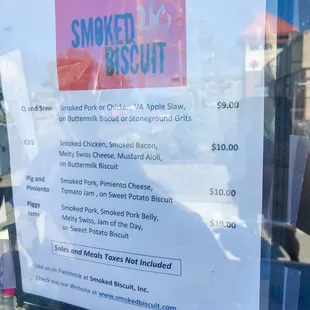 SMOKED
BISCUIT
Q and Slaw Smoked Pork or Chicken, VA Apple Slaw, $9.00
on Buttermilk Biscuit or Stoneground Grits
Smoked Chicken, Smoked Bacon, $10.00
Melty Swiss Cheese, Mustard Aioli,
on Buttermilk Biscuit
Pig and Smoked Pork, Pimiento Cheese,
Pimiento Tomato Jam , on Sweet Potato Biscuit $10.00
Piggy Smoked Pork, Smoked Pork Belly,
Jams Melty Swiss, Jam of the Day, $10.00
on Sweet Potato Biscuit
Sales and Meals Taxes Not Included
Like us on Facebook at Smoked Biscuit, Inc.
Check out our Website at www.smokedbiscuit.com